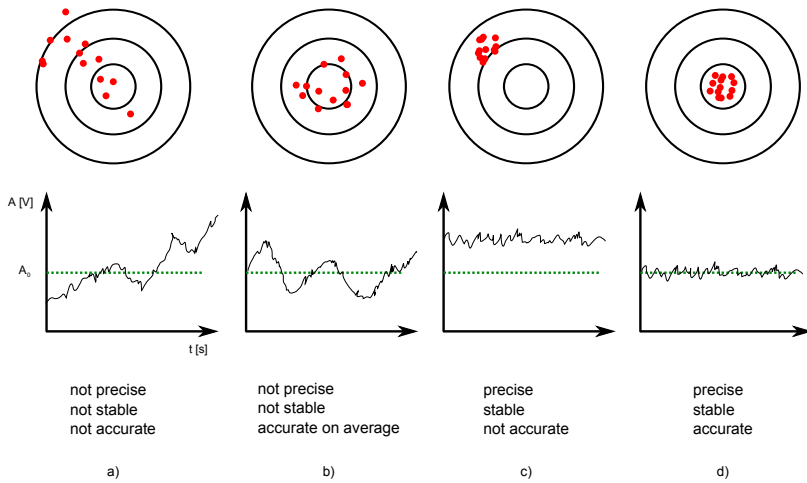 A [V]
A₀
t [s]
not precise
not stable
not accurate
a)
not precise
not stable
accurate on average
b)
precise
stable
not accurate
c)
precise
stable
accurate
d)